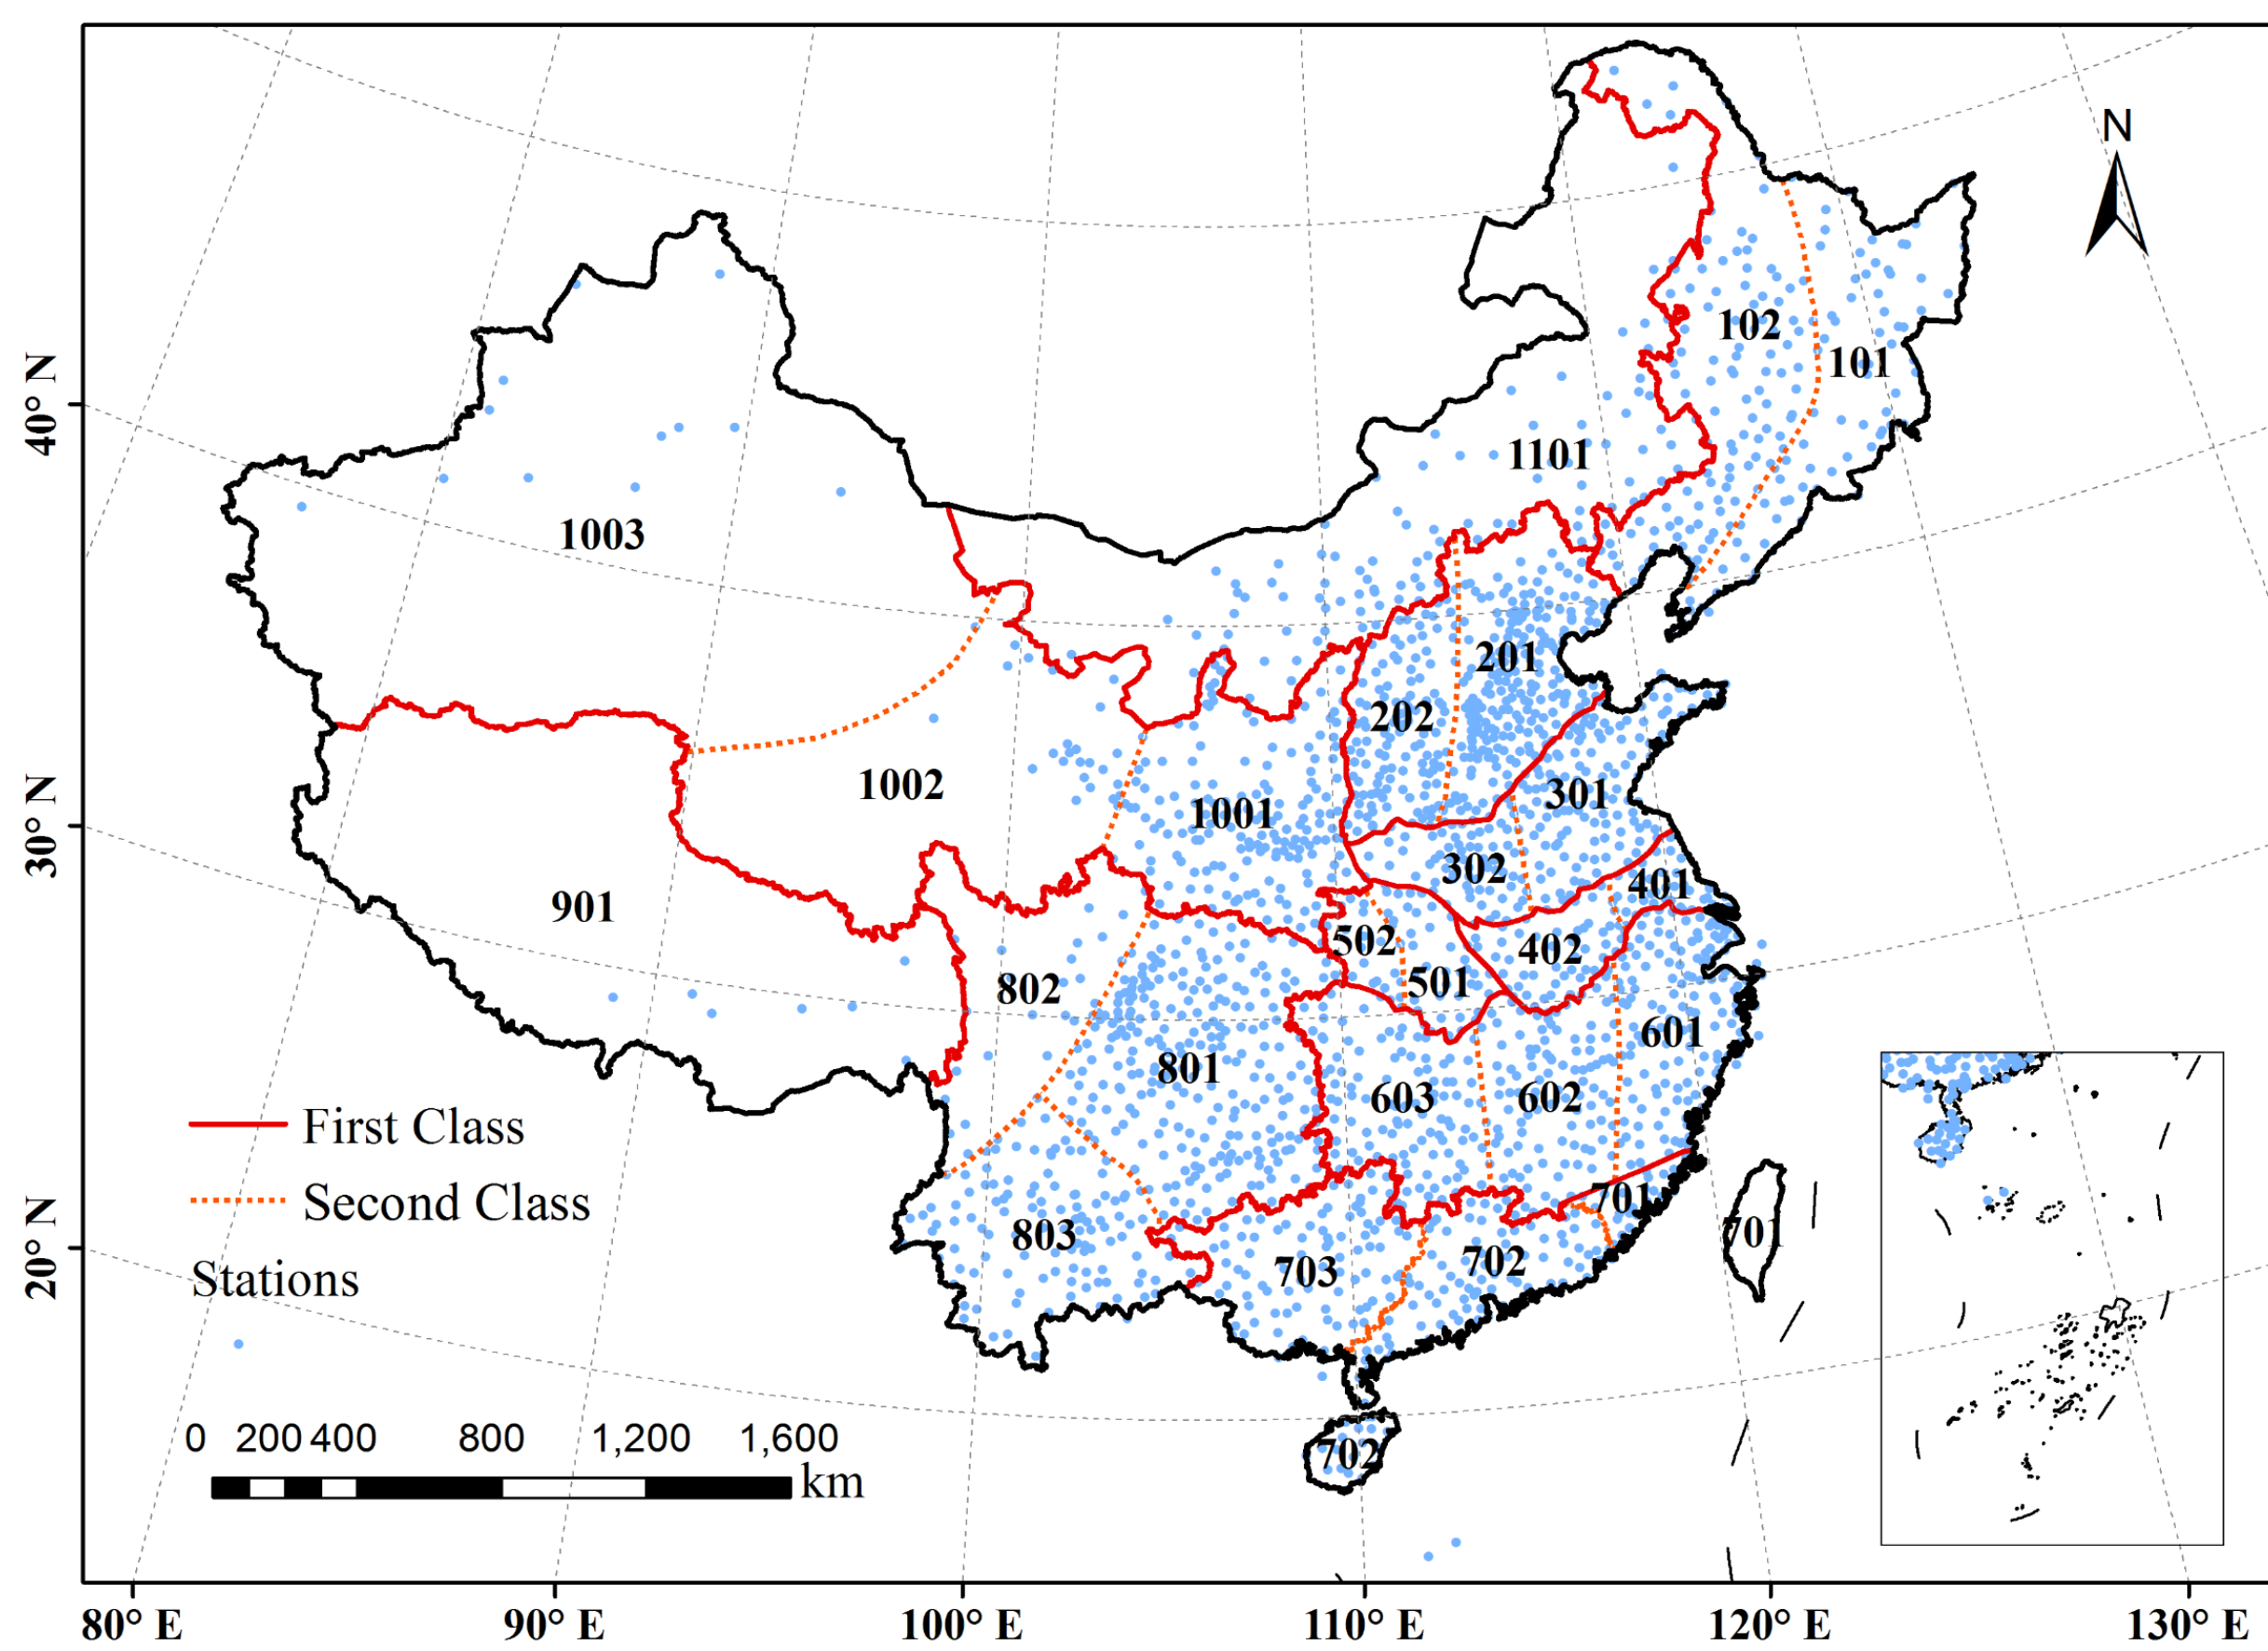 N
40° N
30° N
20° N
102
101
1101
1003
201
202
1002
301
1001
302
401
901
502
402
802
501
601
801
603
602
701
803
703
702
701
702
First Class
Second Class
Stations
0 200 400 800 1,200 1,600
km
80° E 90° E 100° E 110° E 120° E 130° E